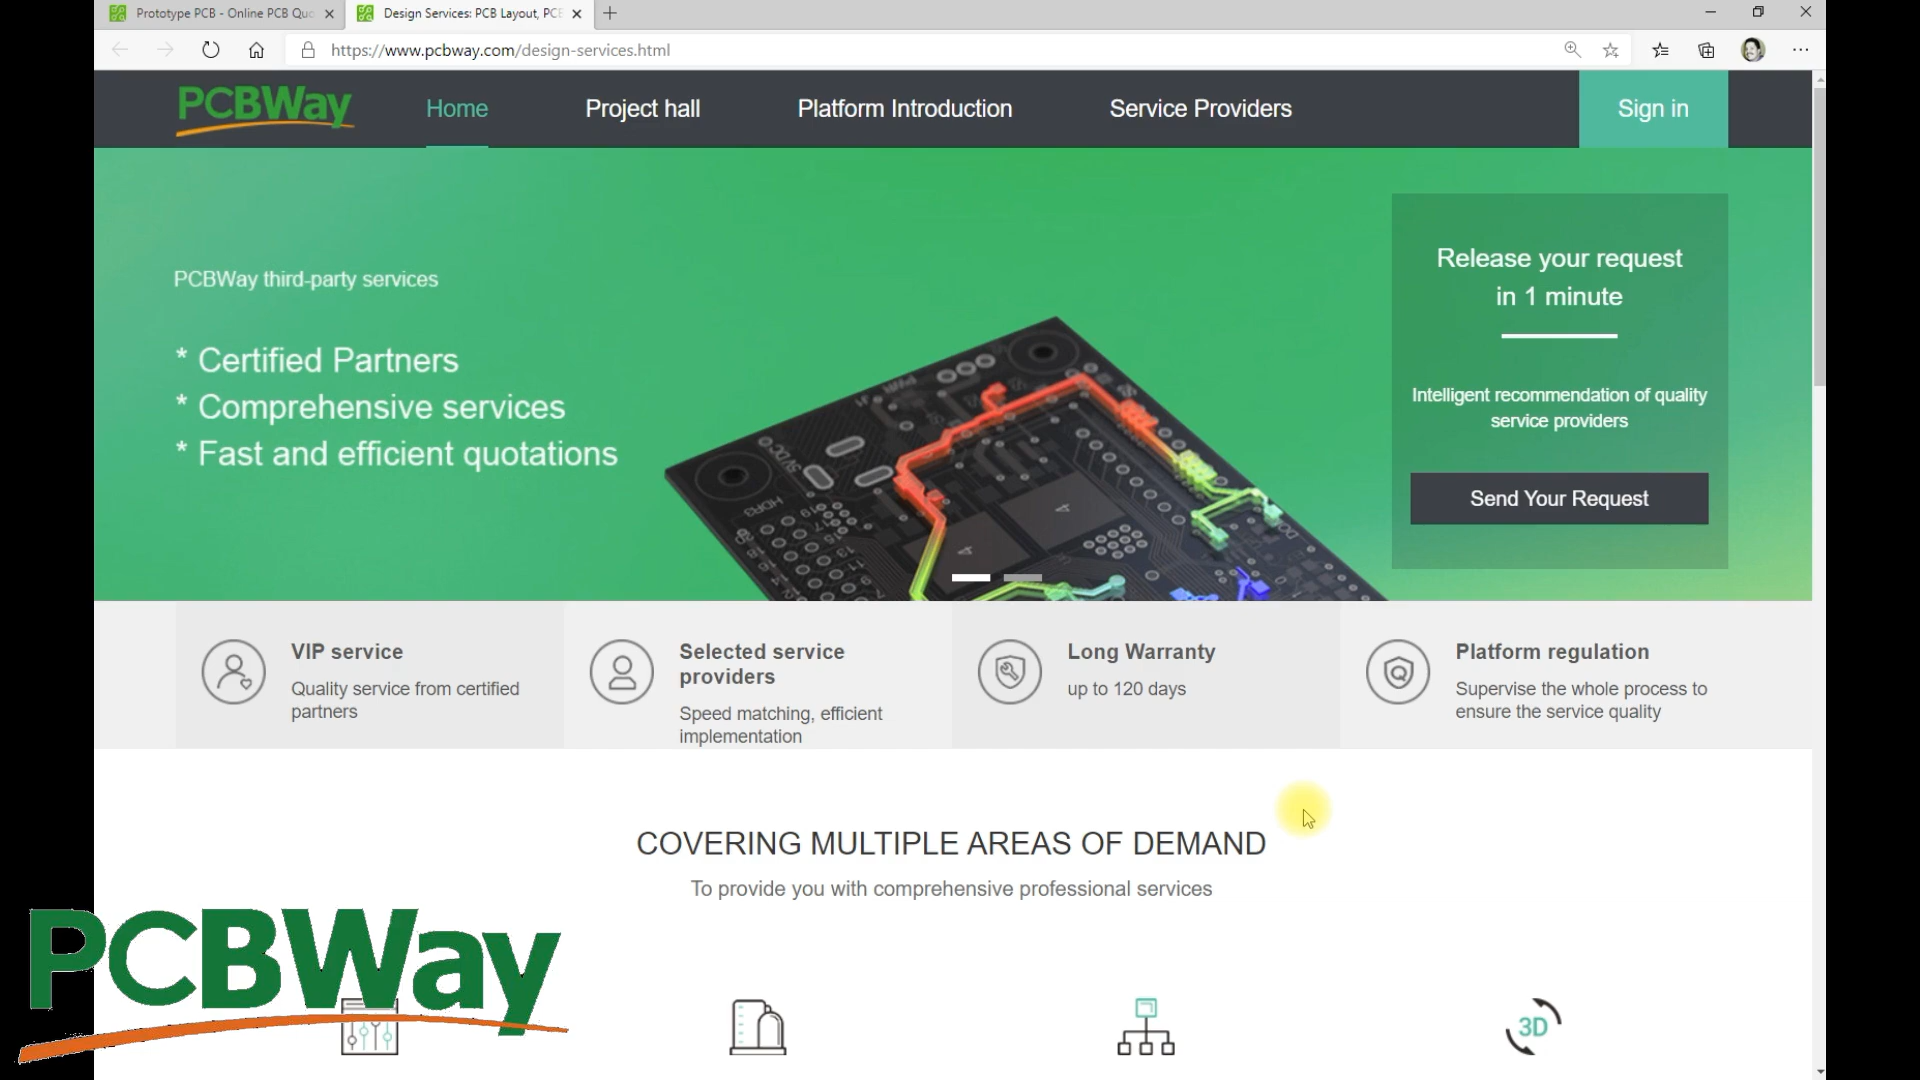 Prototype PCB - Online PCB Quo
Design Services: PCB Layout, PCB
https://www.pcbway.com/design-services.html
PCBWay
Home
Project hall
Platform Introduction
Service Providers
Sign in
PCBWay third-party services
* Certified Partners
* Comprehensive services
* Fast and efficient quotations
Release your request
in 1 minute
Intelligent recommendation of quality
service providers
Send Your Request
VIP service
Quality service from certified
partners
Selected service
providers
Speed matching, efficient
implementation
Long Warranty
up to 120 days
Platform regulation
Supervise the whole process to
ensure the service quality
COVERING MULTIPLE AREAS OF DEMAND
To provide you with comprehensive professional services
3D
PCBWay